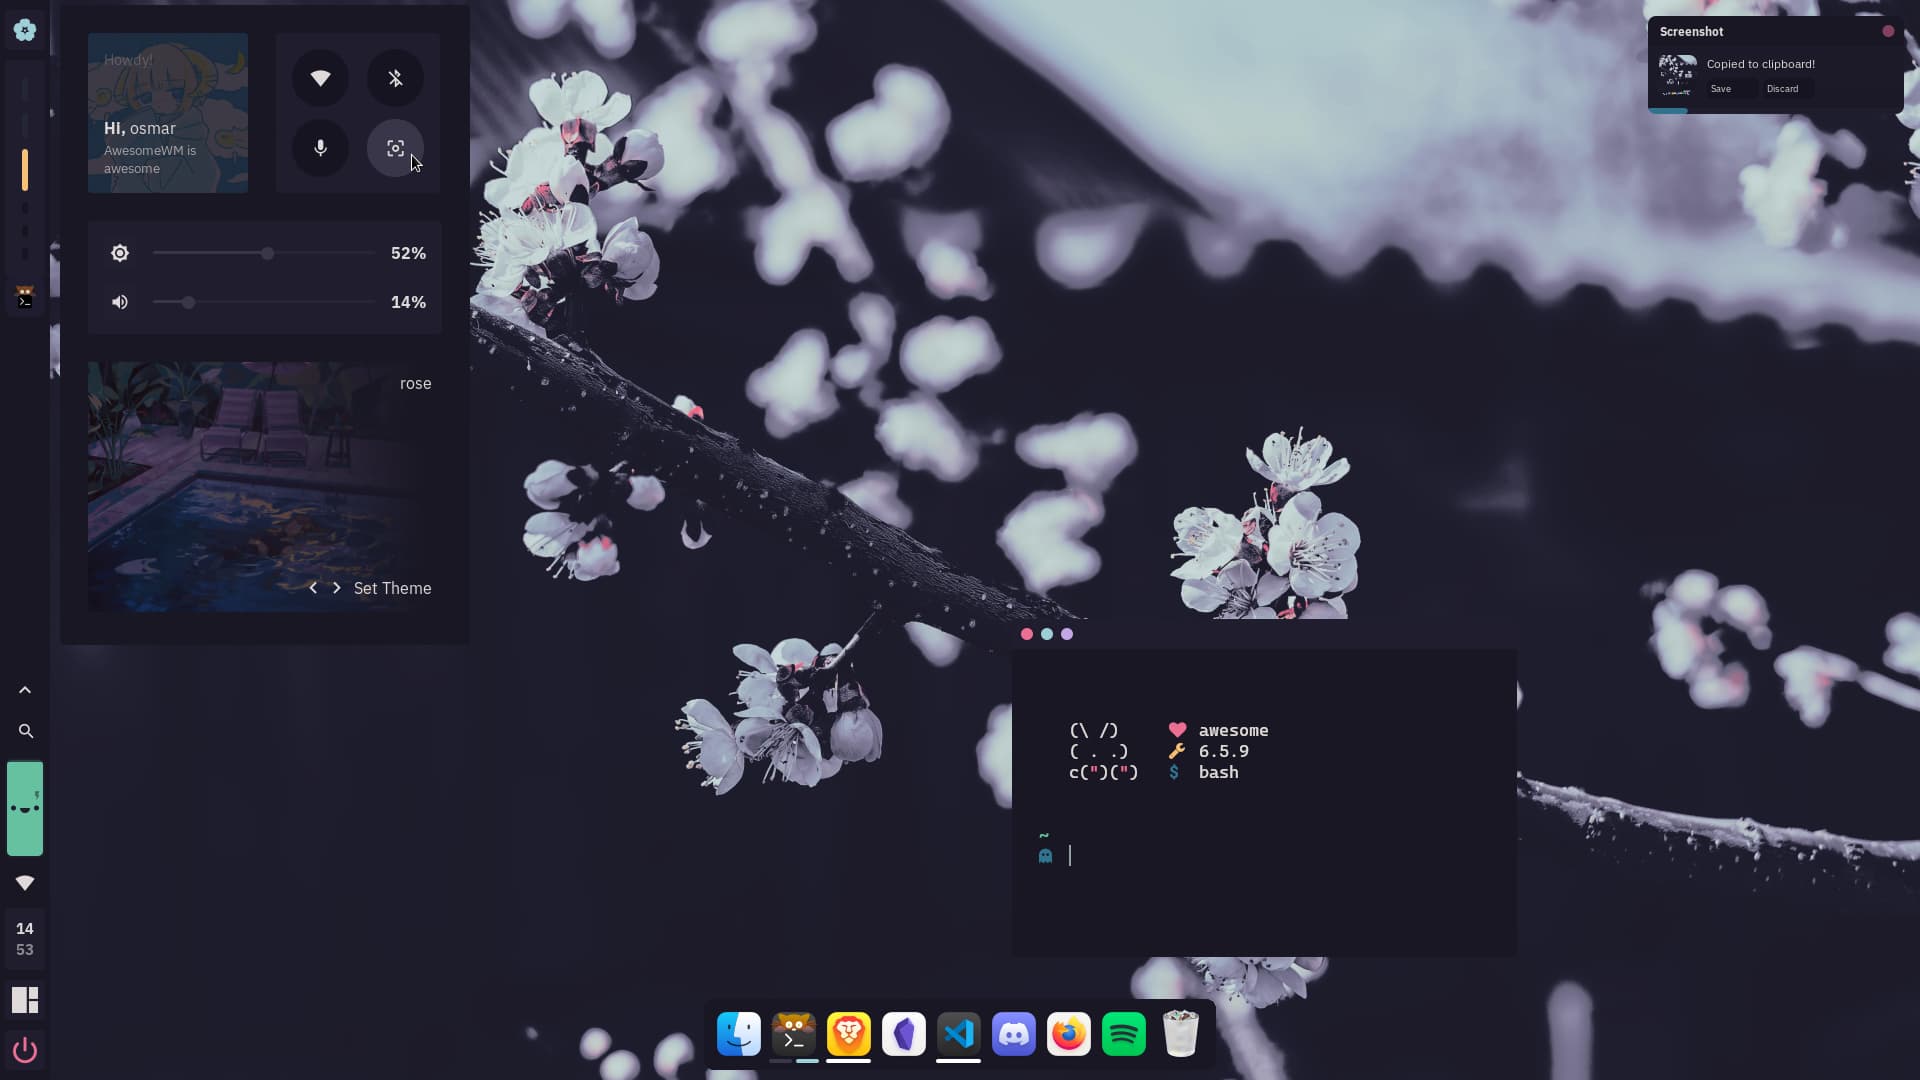 Howdy!
Hi, osmar
AwesomeWM is
awesome
52%
14%
rose
Set Theme
Screenshot
Copied to clipboard!
Save
Discard
(\ /)
( . .)
c(")(")
awesome
6.5.9
$ bash
~
14
53